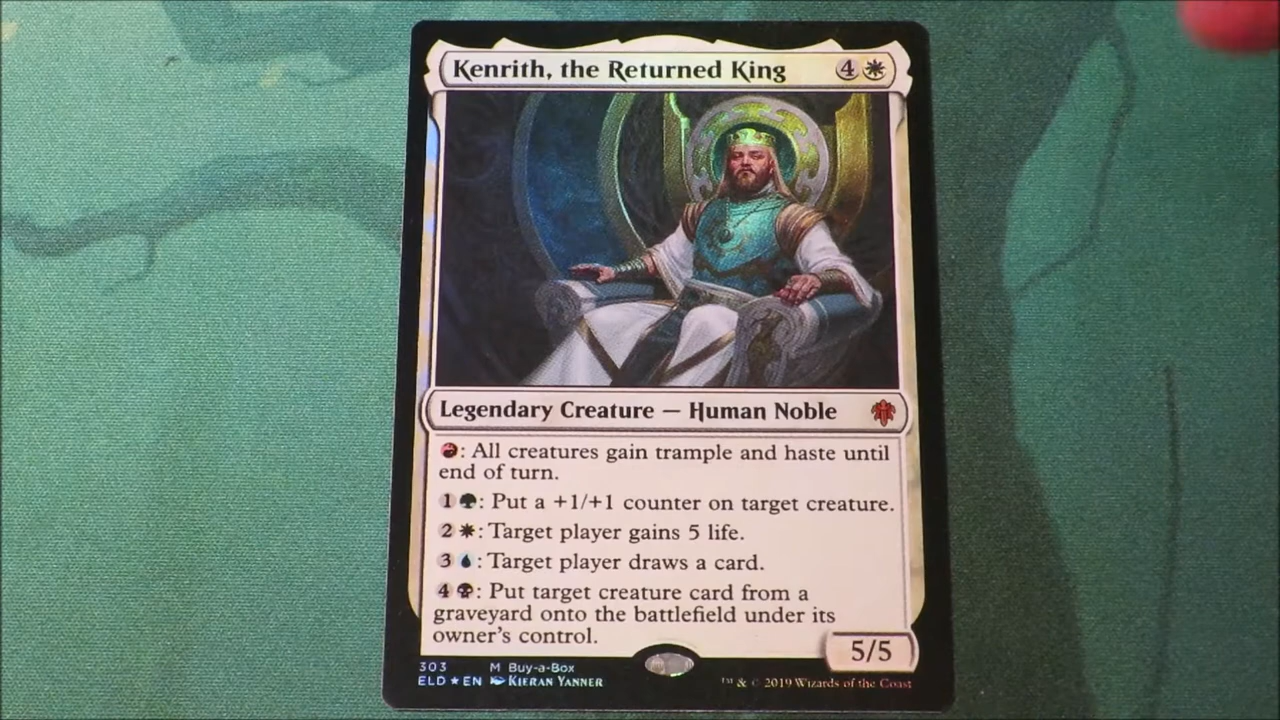 Kenrith, the Returned King 4
Legendary Creature — Human Noble
: All creatures gain trample and haste until
end of turn.
1 : Put a +1/+1 counter on target creature.
2 : Target player gains 5 life.
3 : Target player draws a card.
4 : Put target creature card from a
graveyard onto the battlefield under its
owner's control.
5/5
303 M Buy-a-Box
ELD ★ EN Kieran Yanner
™ & © 2019 Wizards of the Coast